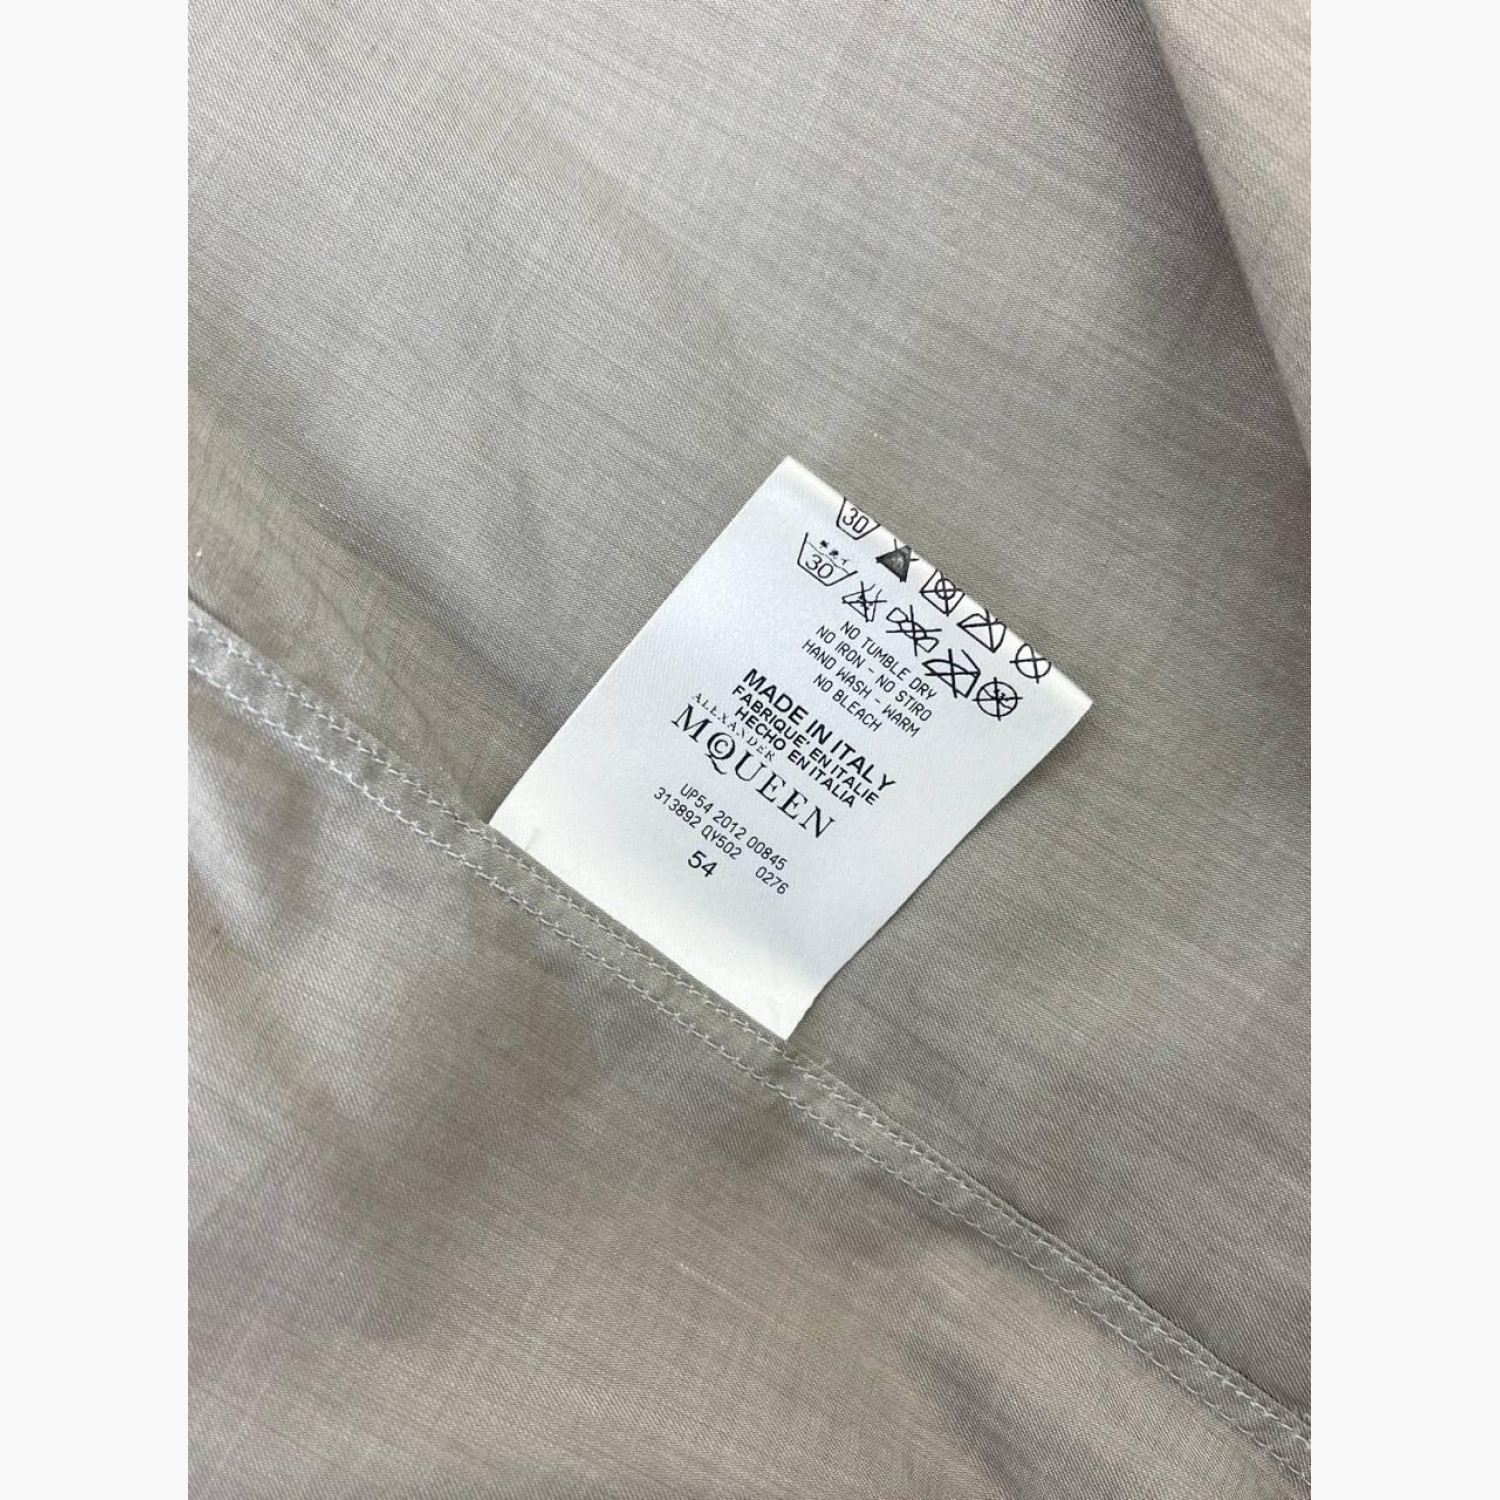 30
30
NO TUMBLE DRY
NO IRON - NO STIRO
HAND WASH - WARM
NO BLEACH
MADE IN ITALY
FABRIQUE' EN ITALIE
HECHO EN ITALIA
ALEXANDER
MCQUEEN
UP54 2012 00845
313892 QY502 0276
54